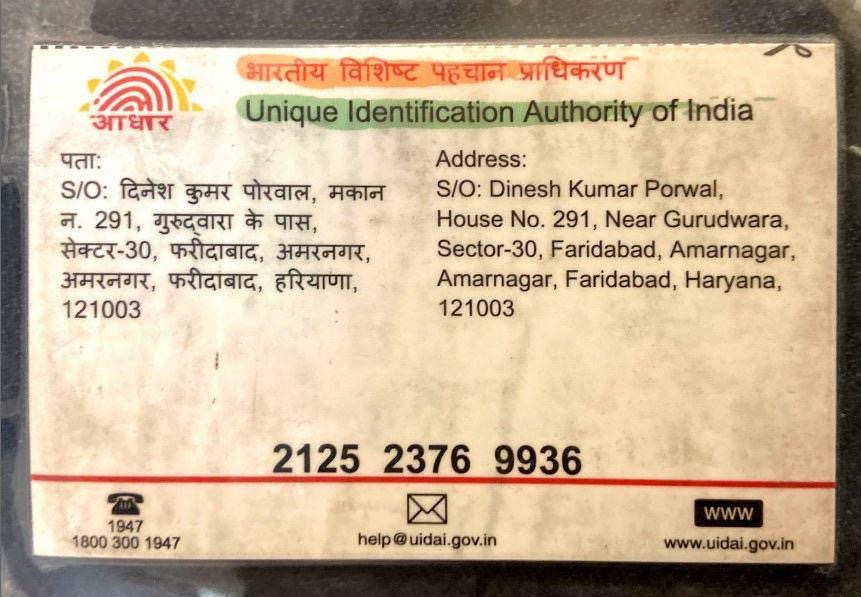 भारतीय विशिष्ट पहचान प्राधिकरण
Unique Identification Authority of India
आधार
पता:
S/O: दिनेश कुमर पोरवाल, मकान
न. 291, गुरुद्वारा के पास,
सेक्टर-30, फरीदाबाद, अमरनगर,
अमरनगर, फरीदाबाद, हरियाणा,
121003
Address:
S/O: Dinesh Kumar Porwal,
House No. 291, Near Gurudwara,
Sector-30, Faridabad, Amarnagar,
Amarnagar, Faridabad, Haryana,
121003
2125 2376 9936
1947
1800 300 1947
help@uidai.gov.in
www
www.uidai.gov.in